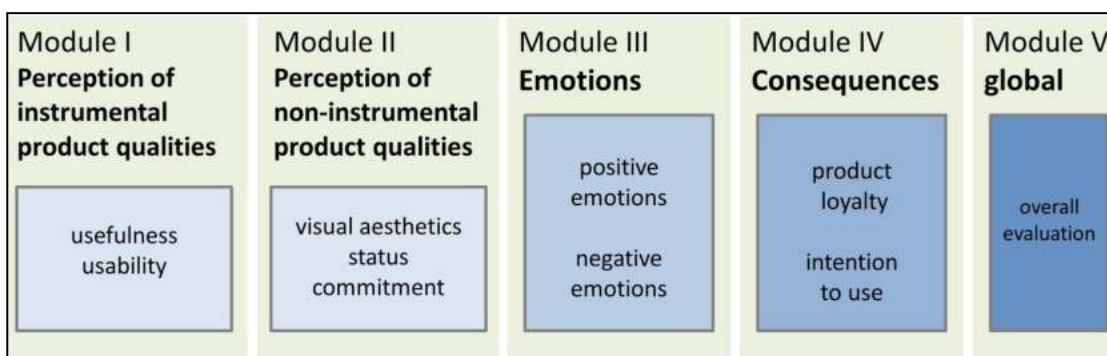 Module I
Perception of
instrumental
product qualities
usefulness
usability
Module II
Perception of
non-instrumental
product qualities
visual aesthetics
status
commitment
Module III
Emotions
positive
emotions
negative
emotions
Module IV
Consequences
product
loyalty
intention
to use
Module V
global
overall
evaluation